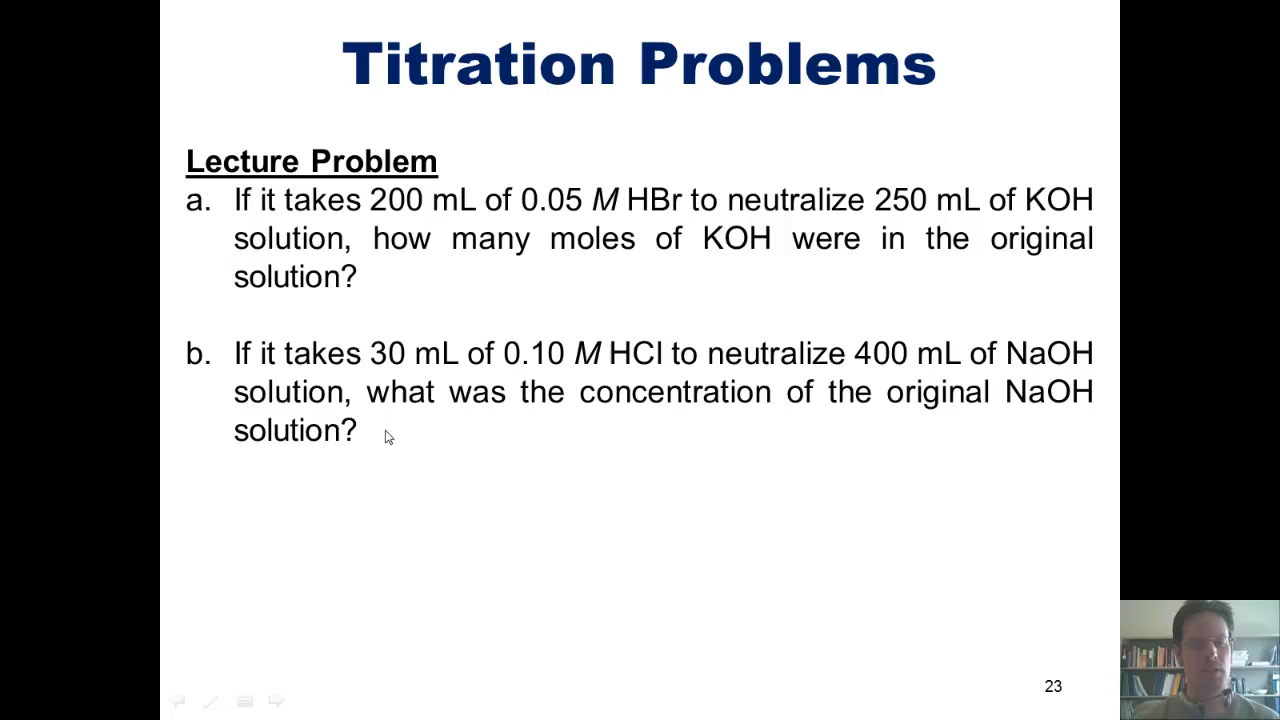 Titration Problems
Lecture Problem
a. If it takes 200 mL of 0.05 M HBr to neutralize 250 mL of KOH
solution, how many moles of KOH were in the original
solution?
b. If it takes 30 mL of 0.10 M HCl to neutralize 400 mL of NaOH
solution, what was the concentration of the original NaOH
solution?
23